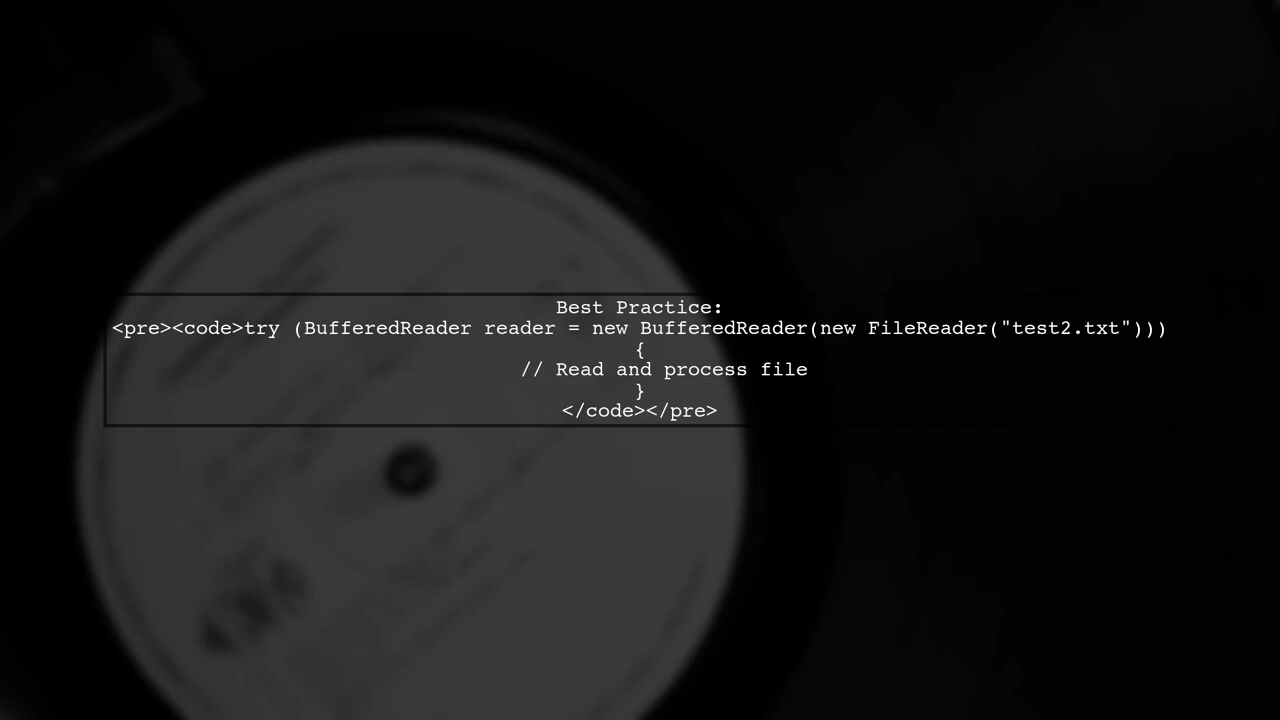 Best Practice:
<pre><code>try (BufferedReader reader = new BufferedReader(new FileReader("test2.txt")))
{
// Read and process file
}
</code></pre>